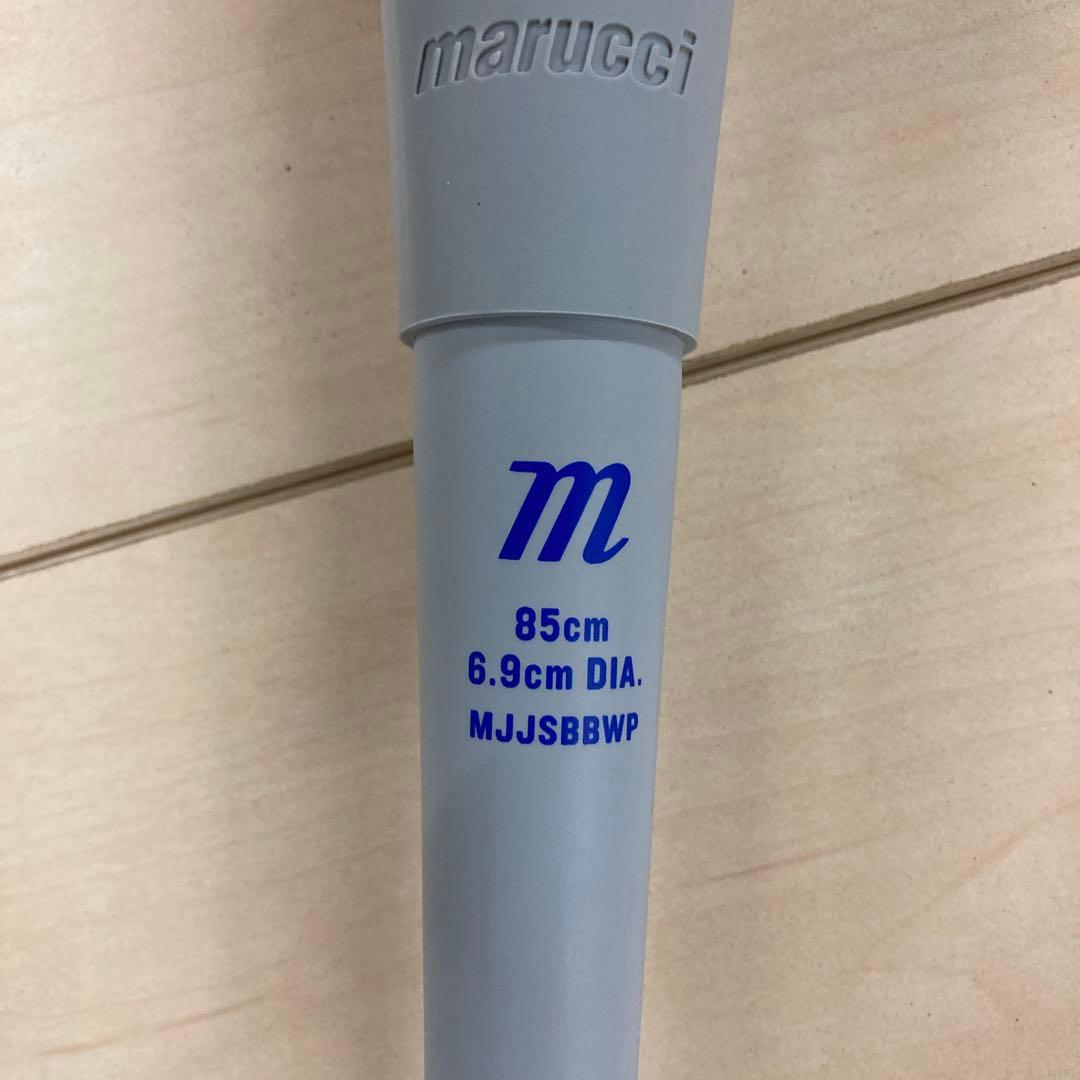 marucci
m
85cm
6.9cm DIA.
MJJSBBWP